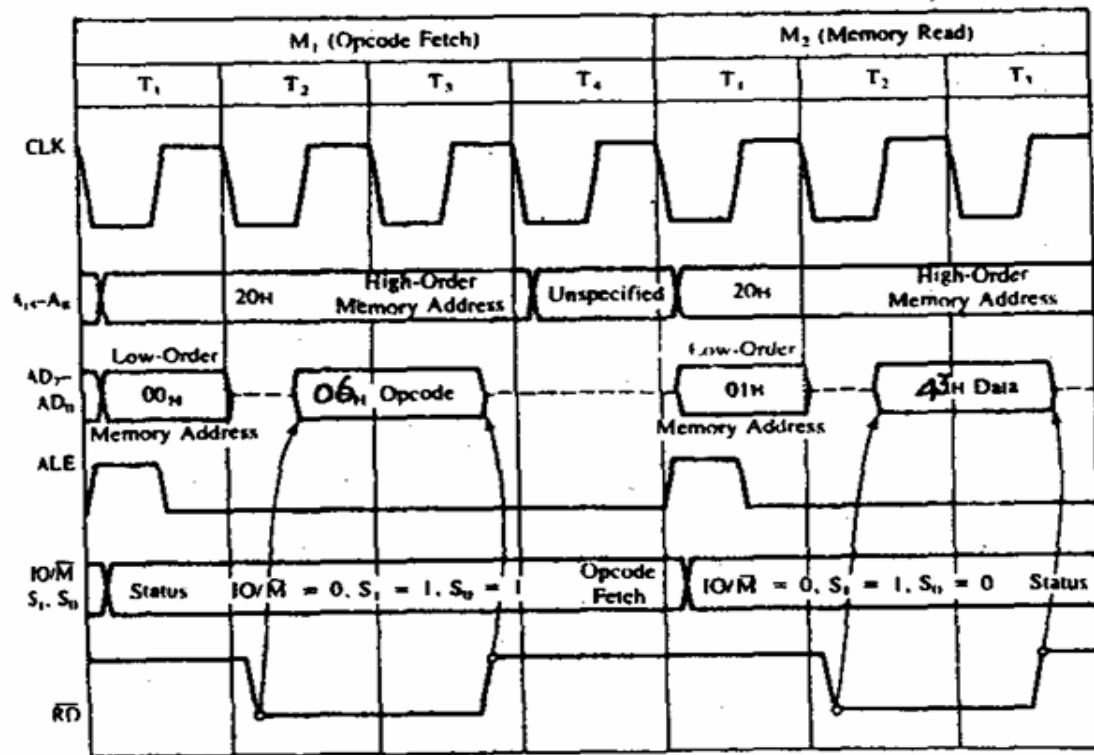 M₁ (Opcode Fetch) M₂ (Memory Read)
T₁ T₂ T₃ T₄ T₁ T₂ T₃
CLK
High-Order High-Order
A₁₅–A₈ 20H Memory Address Unspecified 20H Memory Address
Low-Order Low-Order
AD₇–
AD₀ 00H 06H Opcode 01H 43H Data
Memory Address Memory Address
ALE
IO/M̅ Opcode
S₁, S₀ Status IO/M̅ = 0, S₁ = 1, S₀ = 1 Fetch IO/M̅ = 0, S₁ = 1, S₀ = 0 Status
R̅D̅